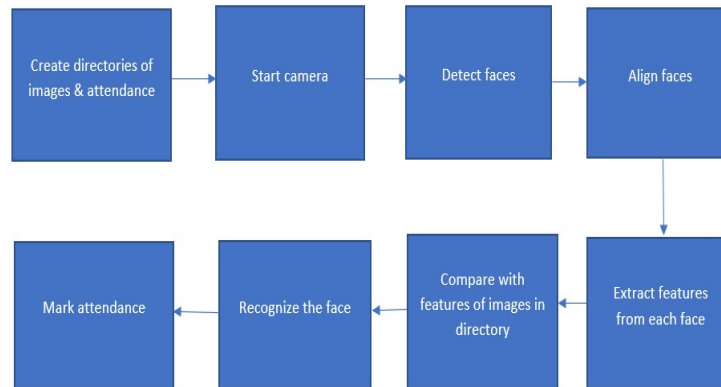 Create directories of
images & attendance
Start camera
Detect faces
Align faces
Extract features
from each face
Compare with
features of images in
directory
Recognize the face
Mark attendance